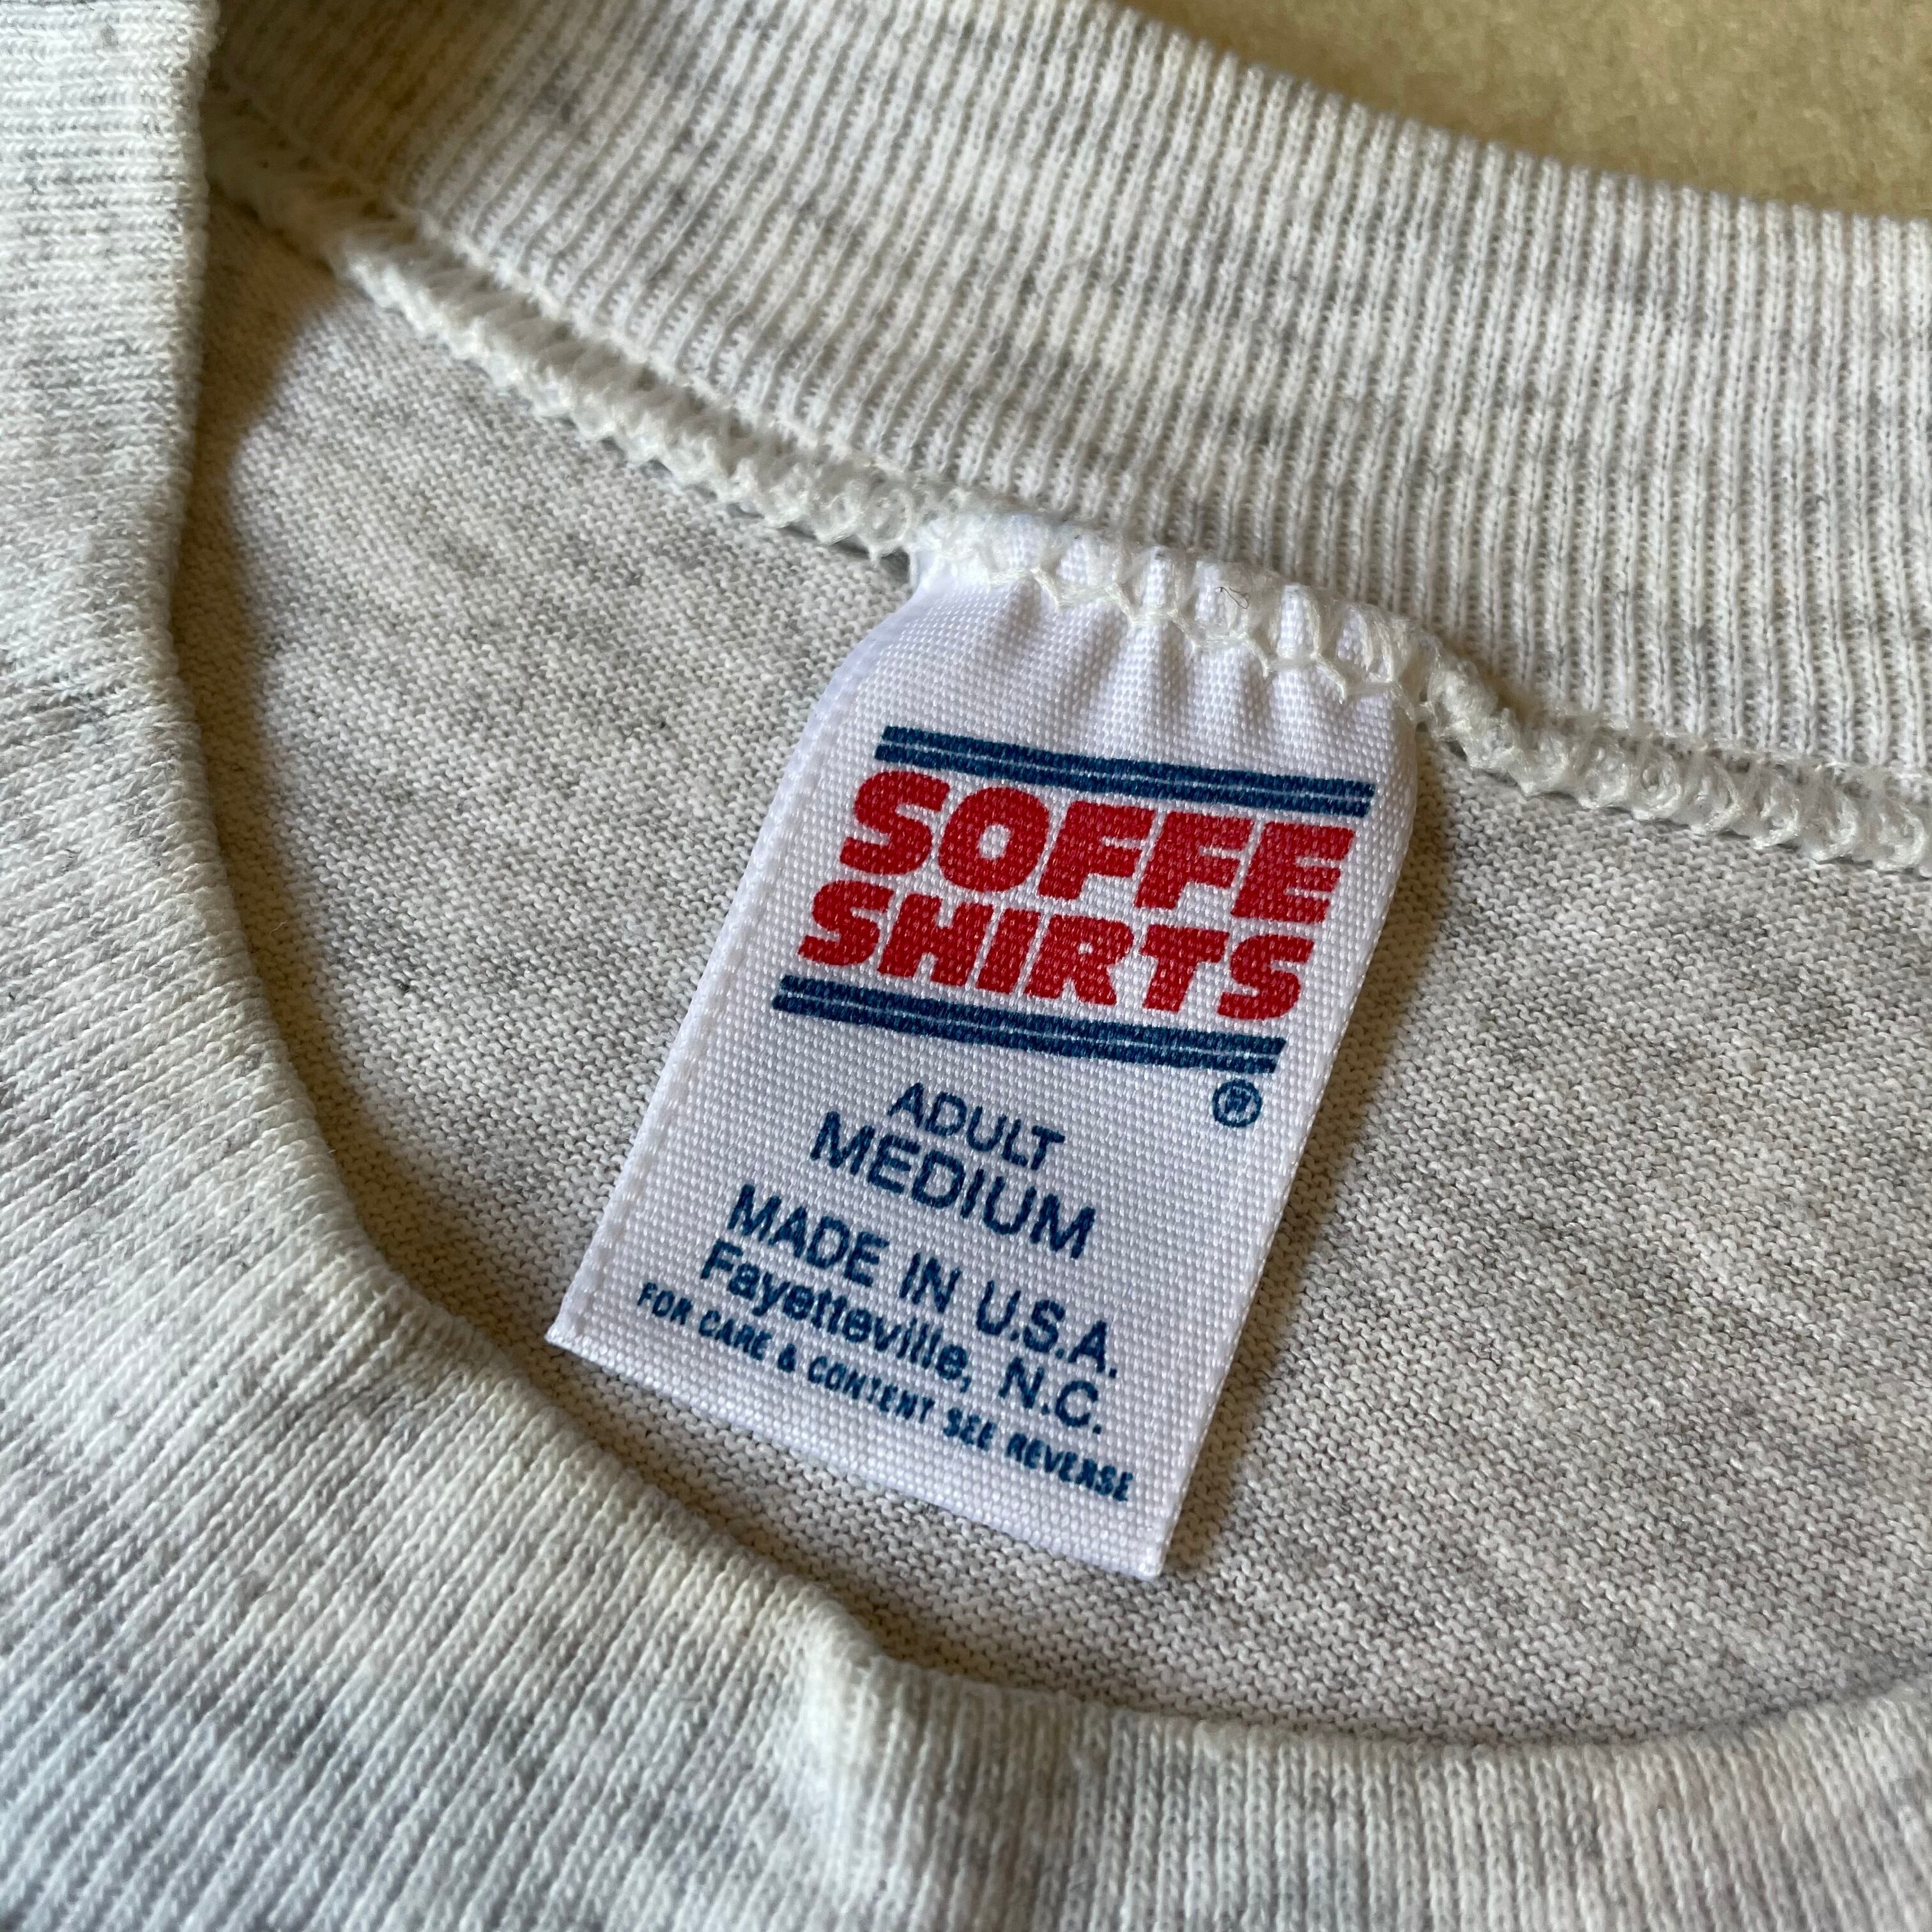 SOFFE
SHIRTS
®
ADULT
MEDIUM
MADE IN U.S.A.
Fayetteville, N.C.
FOR CARE & CONTENT SEE REVERSE